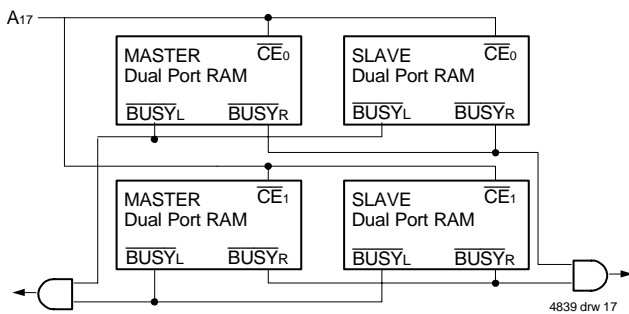 A17
MASTER CE0 SLAVE CE0
Dual Port RAM Dual Port RAM
BUSYL BUSYR BUSYL BUSYR
MASTER CE1 SLAVE CE1
Dual Port RAM Dual Port RAM
BUSYL BUSYR BUSYL BUSYR
4839 drw 17